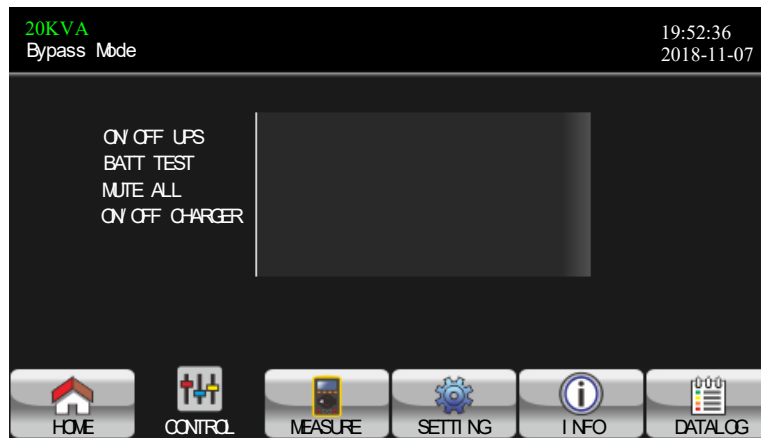 20KVA
Bypass Mode
19:52:36
2018-11-07
ON/OFF UPS
BATT TEST
MUTE ALL
ON/OFF CHARGER
HOME
CONTROL
MEASURE
SETTING
INFO
DATALOG